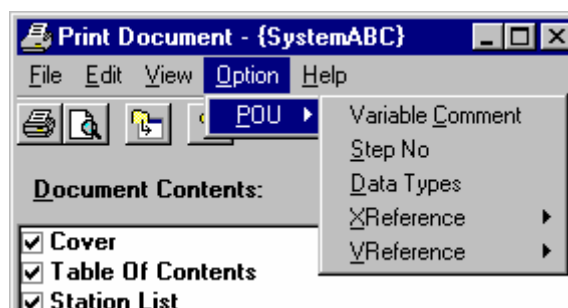 Print Document - {SystemABC}
File Edit View Option Help
POU
Variable Comment
Step No
Data Types
XReference
VReference
Document Contents:
Cover
Table Of Contents
Station List